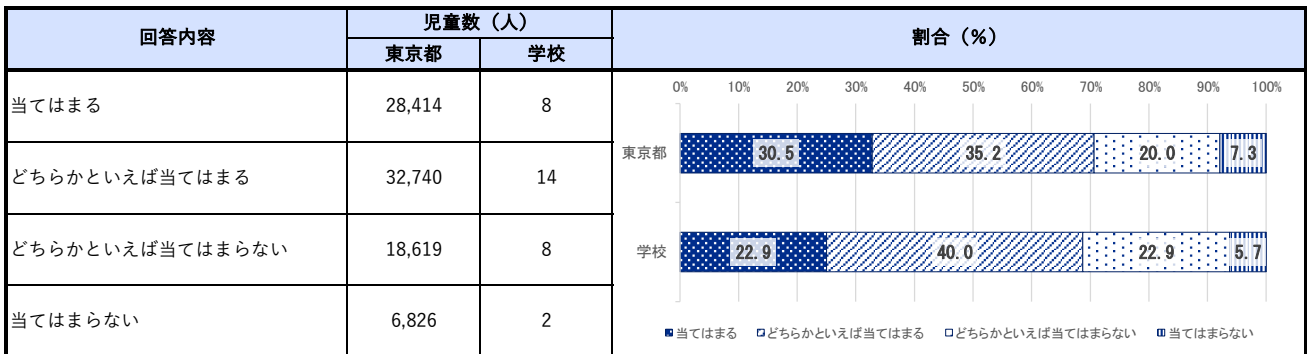 回答内容 児童数（人） 割合（％）
東京都 学校
当てはまる 28,414 8
どちらかといえば当てはまる 32,740 14
どちらかといえば当てはまらない 18,619 8
当てはまらない 6,826 2
0% 10% 20% 30% 40% 50% 60% 70% 80% 90% 100%
東京都 30.5 35.2 20.0 7.3
学校 22.9 40.0 22.9 5.7
当てはまる どちらかといえば当てはまる どちらかといえば当てはまらない 当てはまらない